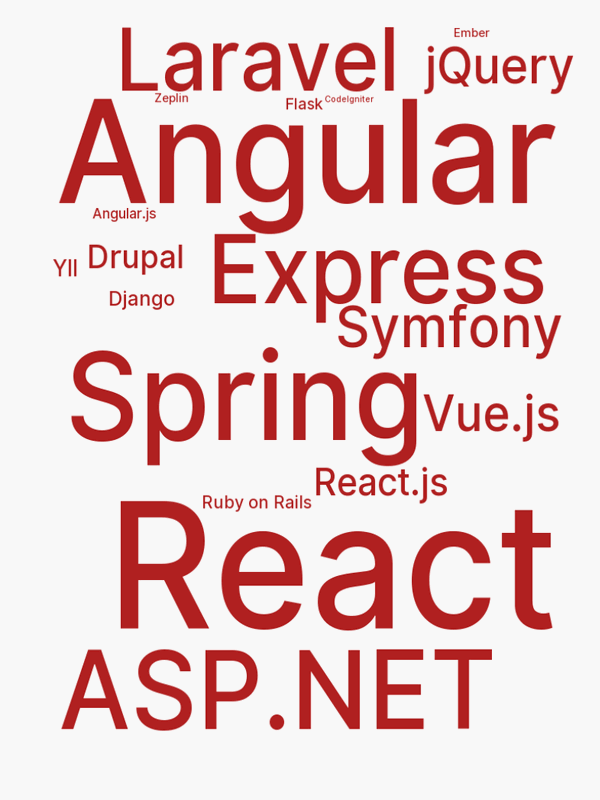 Ember
Laravel
jQuery
Zeplin
Flask
CodeIgniter
Angular
Angular.js
YII
Drupal
Express
Django
Symfony
Spring
Vue.js
React.js
Ruby on Rails
React
ASP.NET